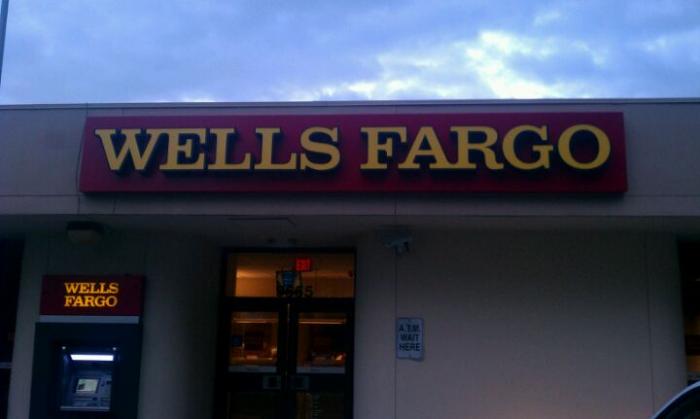 WELLS FARGO
WELLS
FARGO
EXIT
A.T.M.
WAIT
HERE